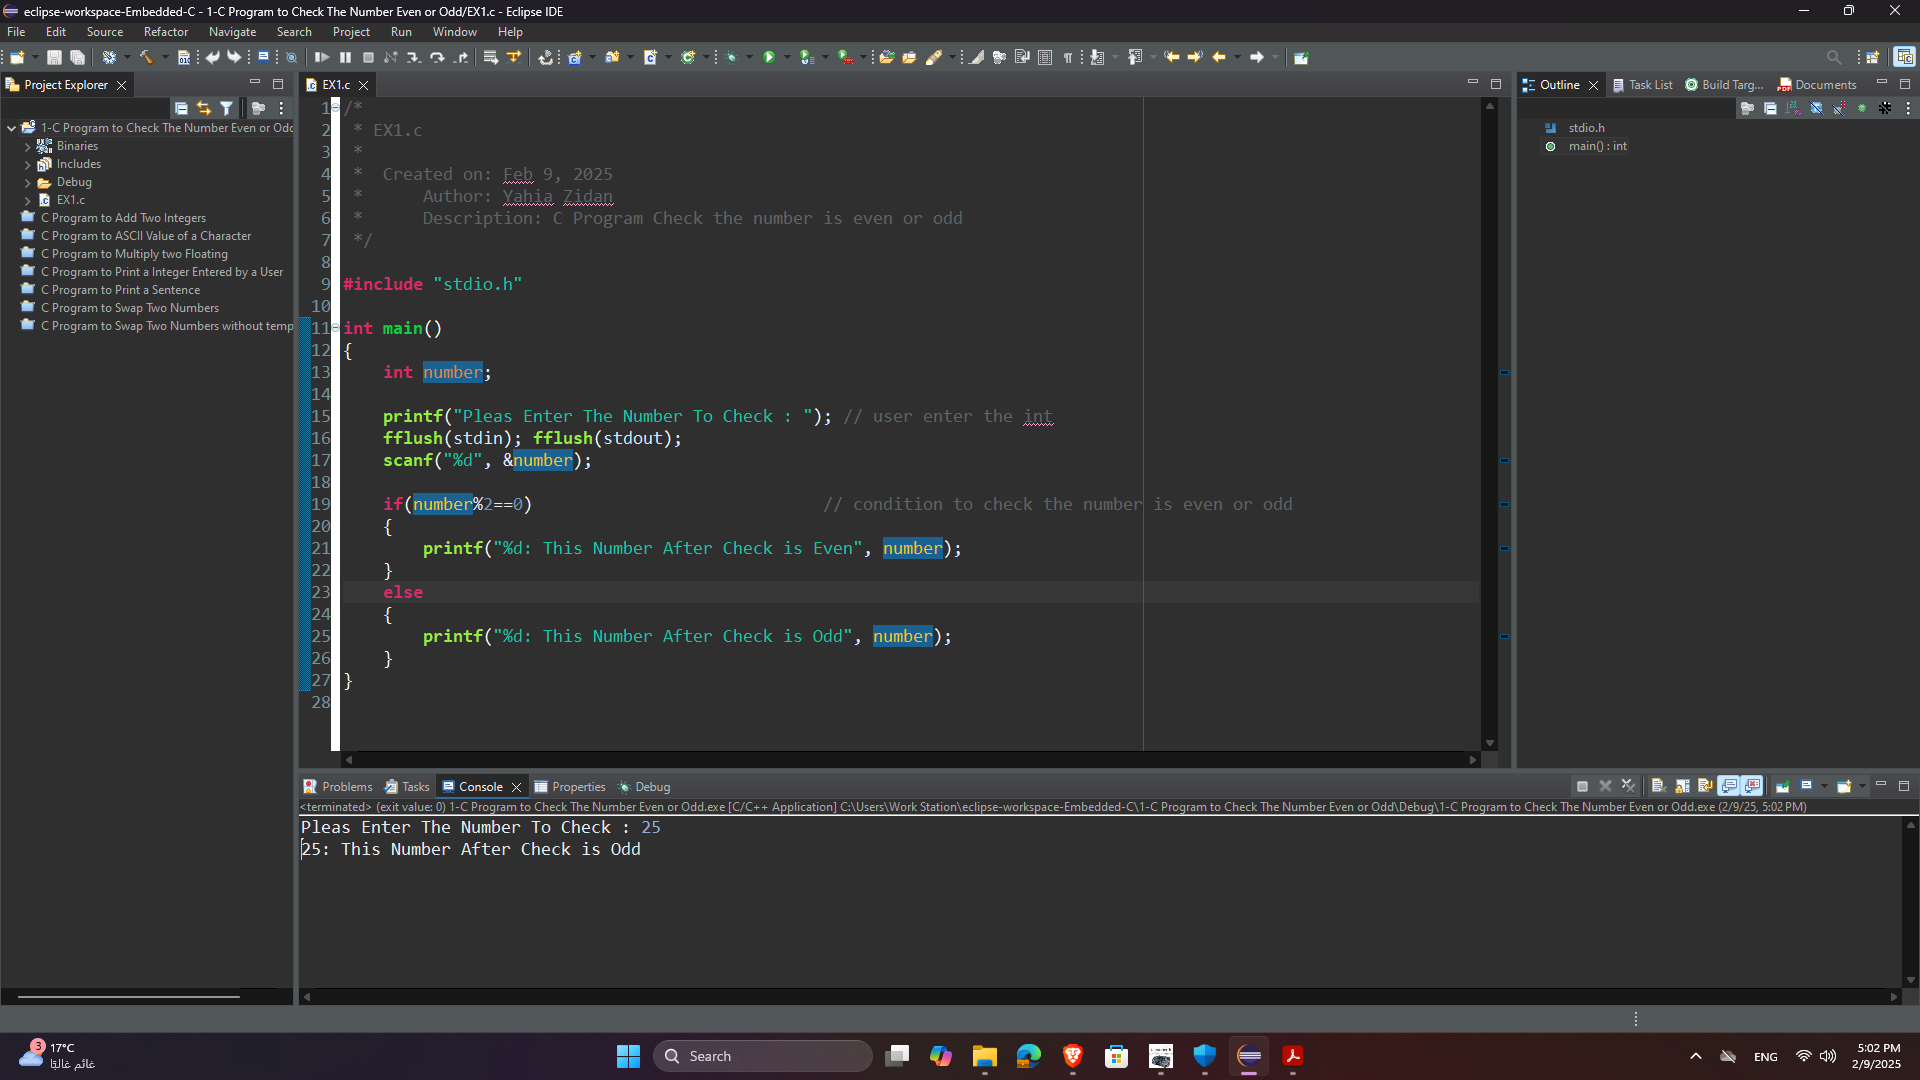 eclipse-workspace-Embedded-C - 1-C Program to Check The Number Even or Odd/EX1.c - Eclipse IDE
File Edit Source Refactor Navigate Search Project Run Window Help
Project Explorer
1-C Program to Check The Number Even or Odd
Binaries
Includes
Debug
EX1.c
C Program to Add Two Integers
C Program to ASCII Value of a Character
C Program to Multiply two Floating
C Program to Print a Integer Entered by a User
C Program to Print a Sentence
C Program to Swap Two Numbers
C Program to Swap Two Numbers without temp
EX1.c
1 /*
2  * EX1.c
3  *
4  *  Created on: Feb 9, 2025
5  *      Author: Yahia Zidan
6  *      Description: C Program Check the number is even or odd
7  */
8
9 #include "stdio.h"
10
11 int main()
12 {
13     int number;
14
15     printf("Pleas Enter The Number To Check : "); // user enter the int
16     fflush(stdin); fflush(stdout);
17     scanf("%d", &number);
18
19     if(number%2==0)                             // condition to check the number is even or odd
20     {
21         printf("%d: This Number After Check is Even", number);
22     }
23     else
24     {
25         printf("%d: This Number After Check is Odd", number);
26     }
27 }
28
Outline Task List Build Targ... Documents
stdio.h
main() : int
Problems Tasks Console Properties Debug
<terminated> (exit value: 0) 1-C Program to Check The Number Even or Odd.exe [C/C++ Application] C:\Users\Work Station\eclipse-workspace-Embedded-C\1-C Program to Check The Number Even or Odd\Debug\1-C Program to Check The Number Even or Odd.exe (2/9/25, 5:02 PM)
Pleas Enter The Number To Check : 25
25: This Number After Check is Odd
3
17°C
غائم غالبًا
Search
ENG
5:02 PM
2/9/2025